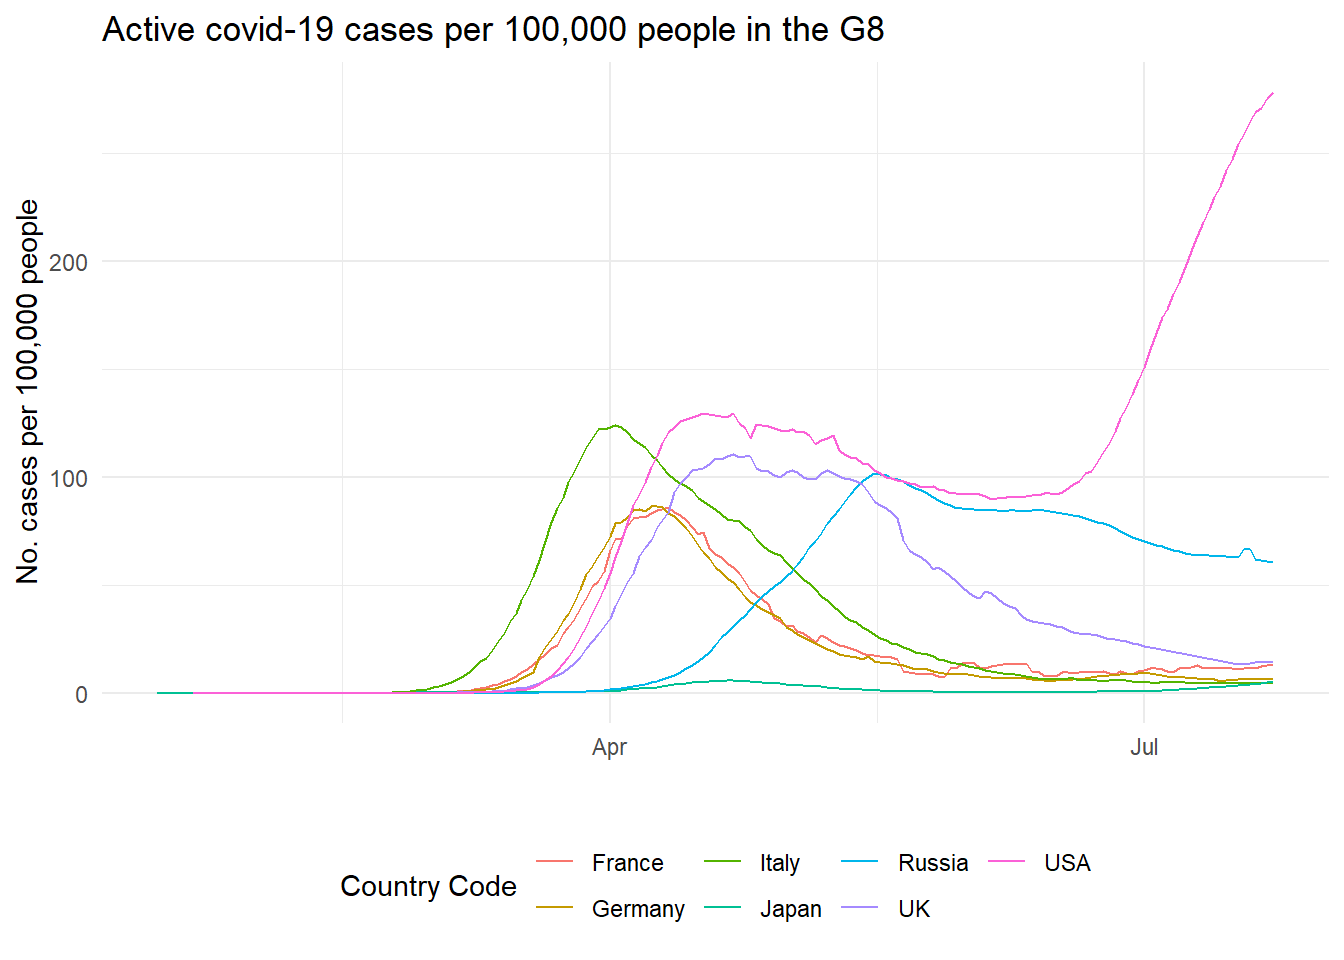 Active covid-19 cases per 100,000 people in the G8
No. cases per 100,000 people
200
100
0
Apr
Jul
Country Code
France
Italy
Russia
USA
Germany
Japan
UK